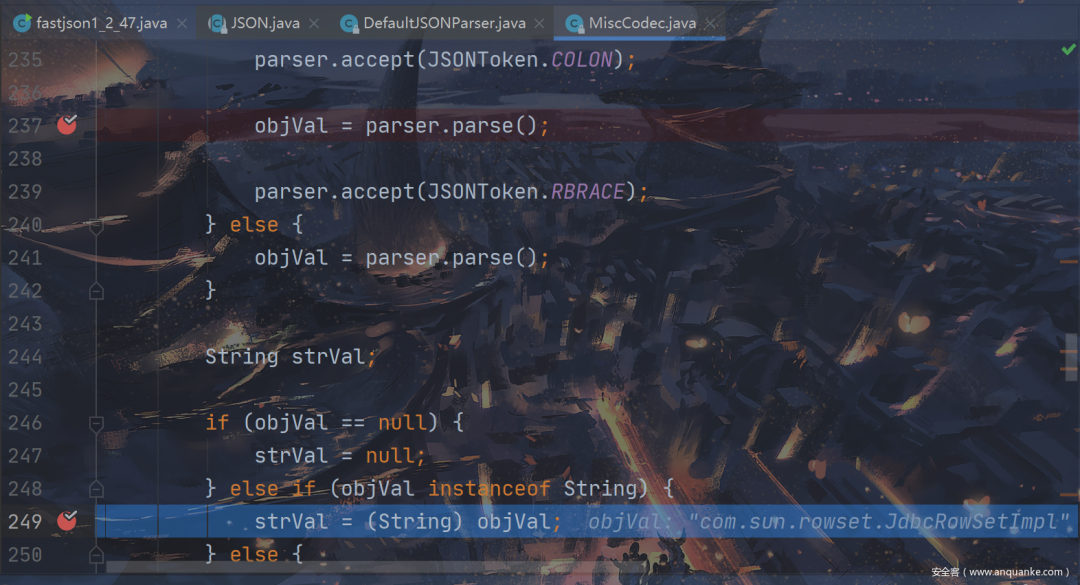 fastjson1_2_47.java JSON.java DefaultJSONParser.java MiscCodec.java
235 parser.accept(JSONToken.COLON);
236
237 objVal = parser.parse();
238
239 parser.accept(JSONToken.RBRACE);
240 } else {
241 objVal = parser.parse();
242 }
243
244 String strVal;
245
246 if (objVal == null) {
247 strVal = null;
248 } else if (objVal instanceof String) {
249 strVal = (String) objVal; objVal: "com.sun.rowset.JdbcRowSetImpl"
250 } else {
安全客（www.anquanke.com）